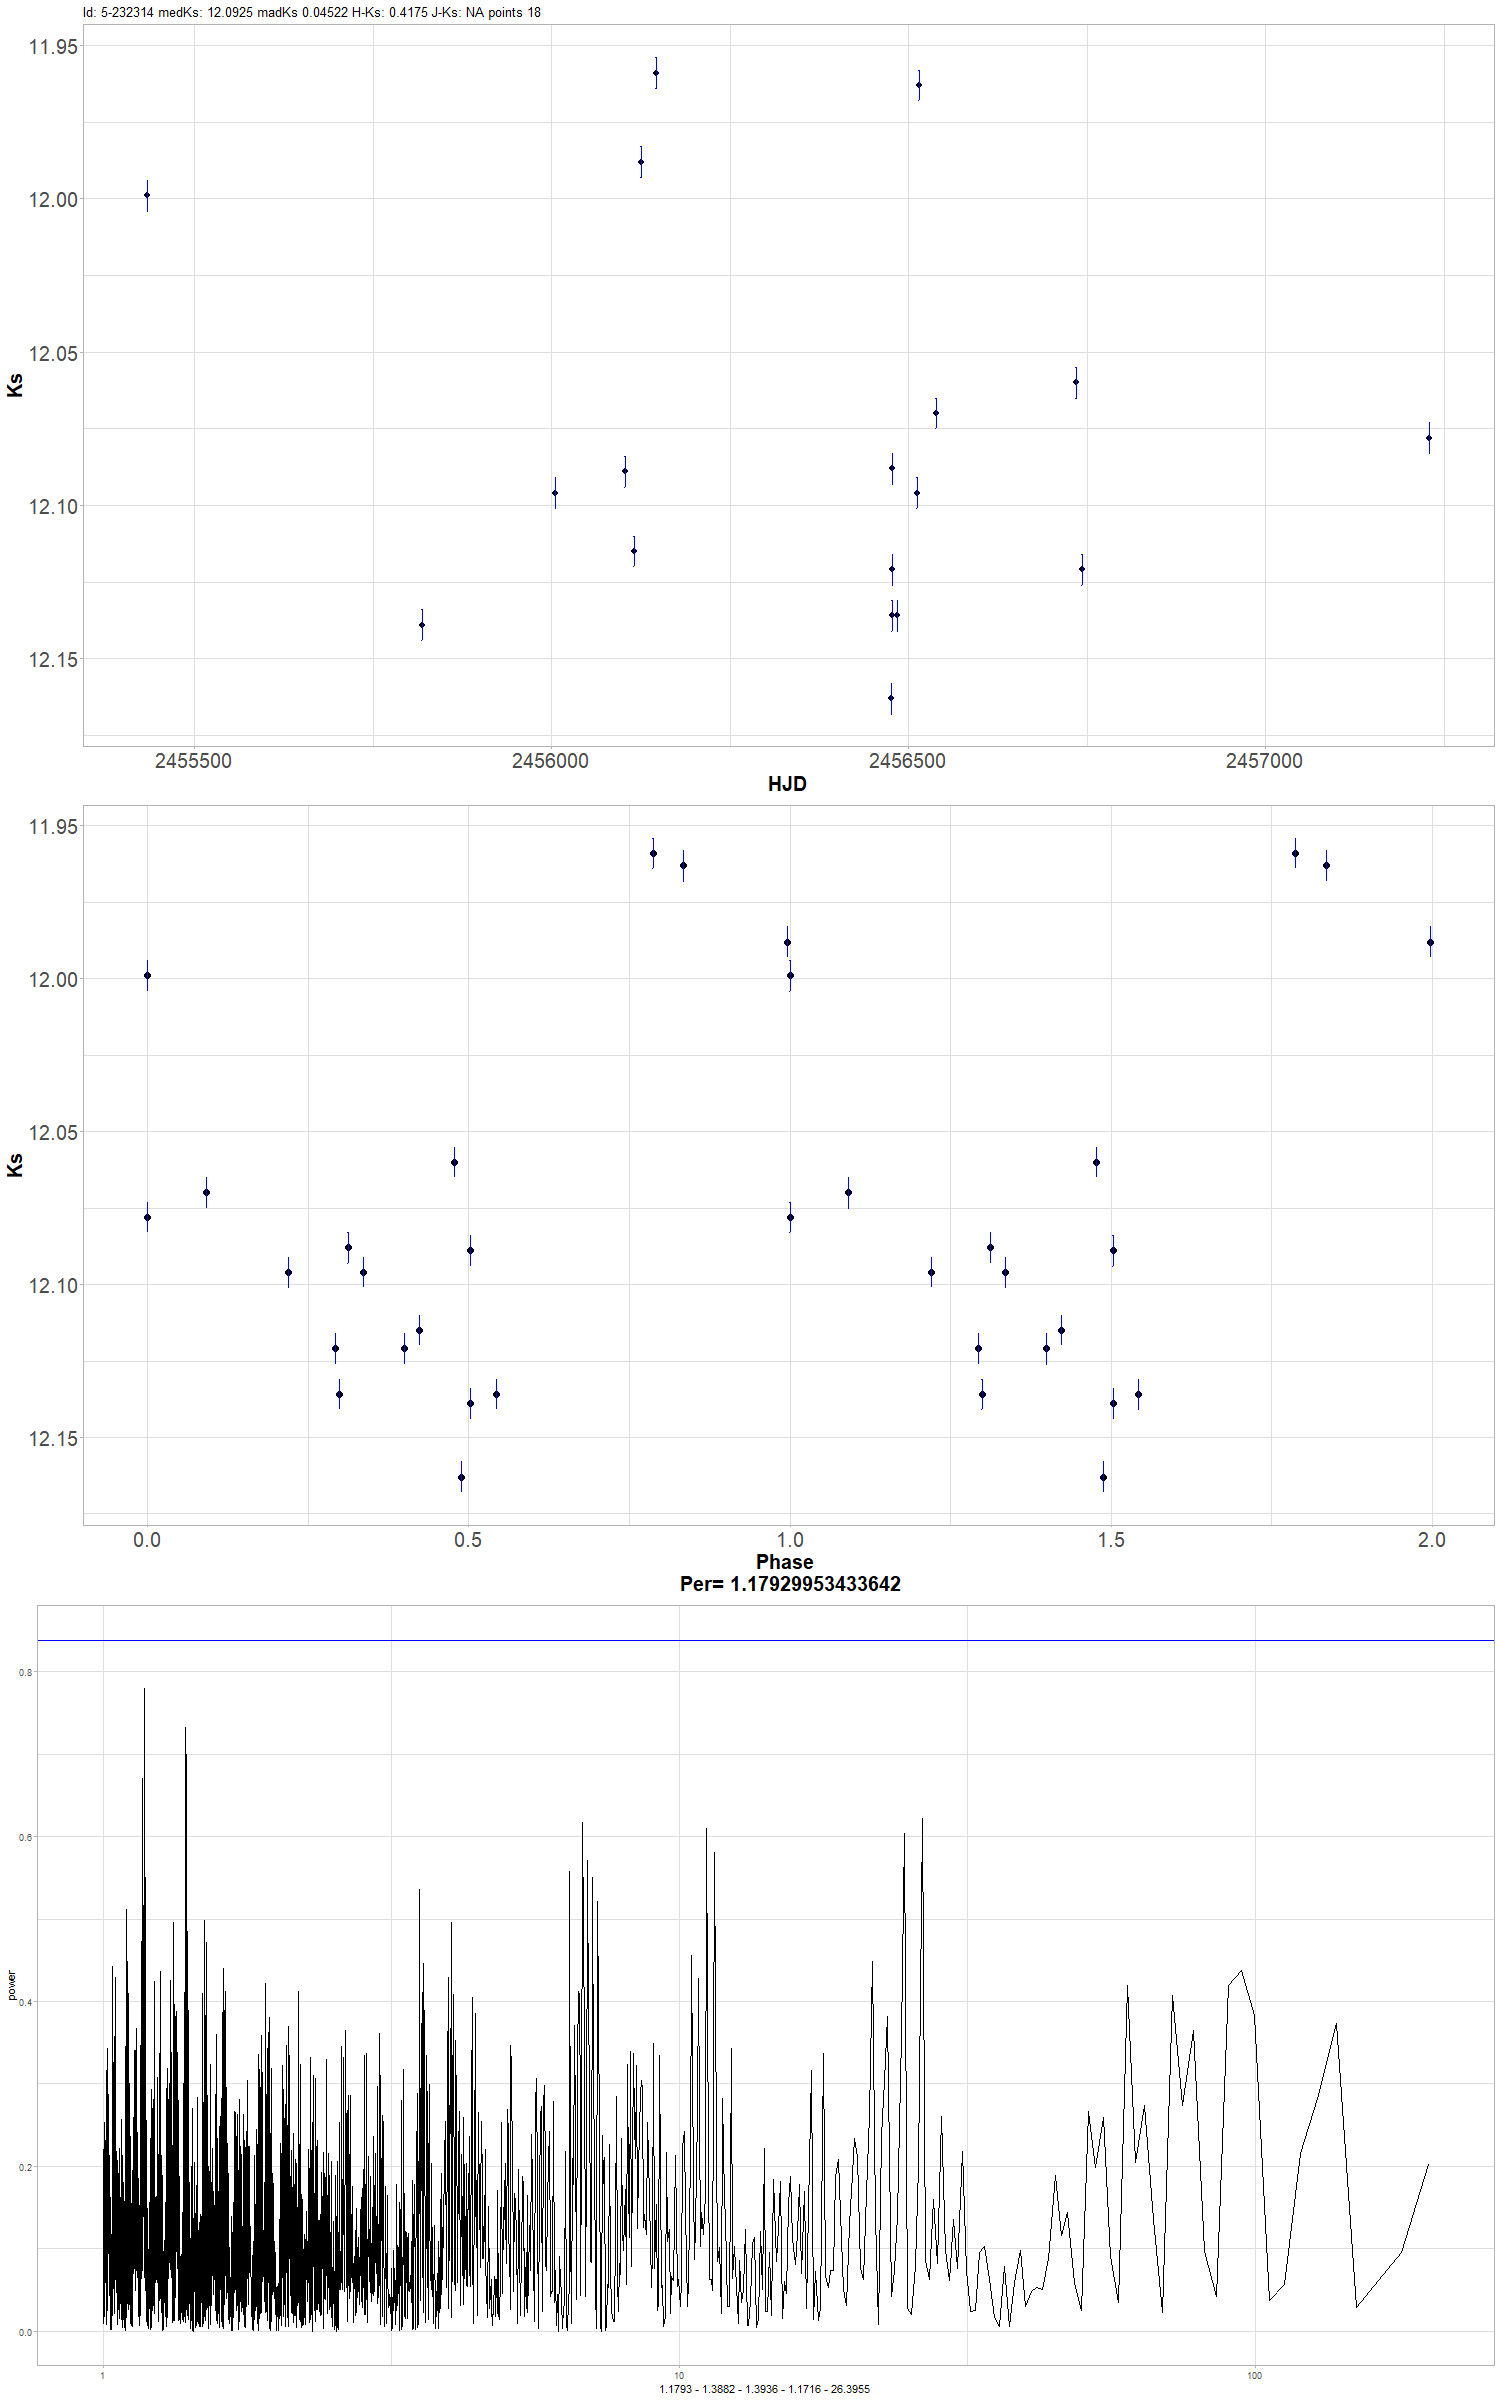 Id: 5-232314 medKs: 12.0925 madKs 0.04522 H-Ks: 0.4175 J-Ks: NA points 18
11.95
12.00
12.05
12.10
12.15
Ks
2455500 2456000 2456500 2457000
HJD
11.95
12.00
12.05
12.10
12.15
Ks
0.0 0.5 1.0 1.5 2.0
Phase
Per= 1.17929953433642
0.8
0.6
0.4
0.2
0.0
power
1 10 100
1.1793 - 1.3882 - 1.3936 - 1.1716 - 26.3955